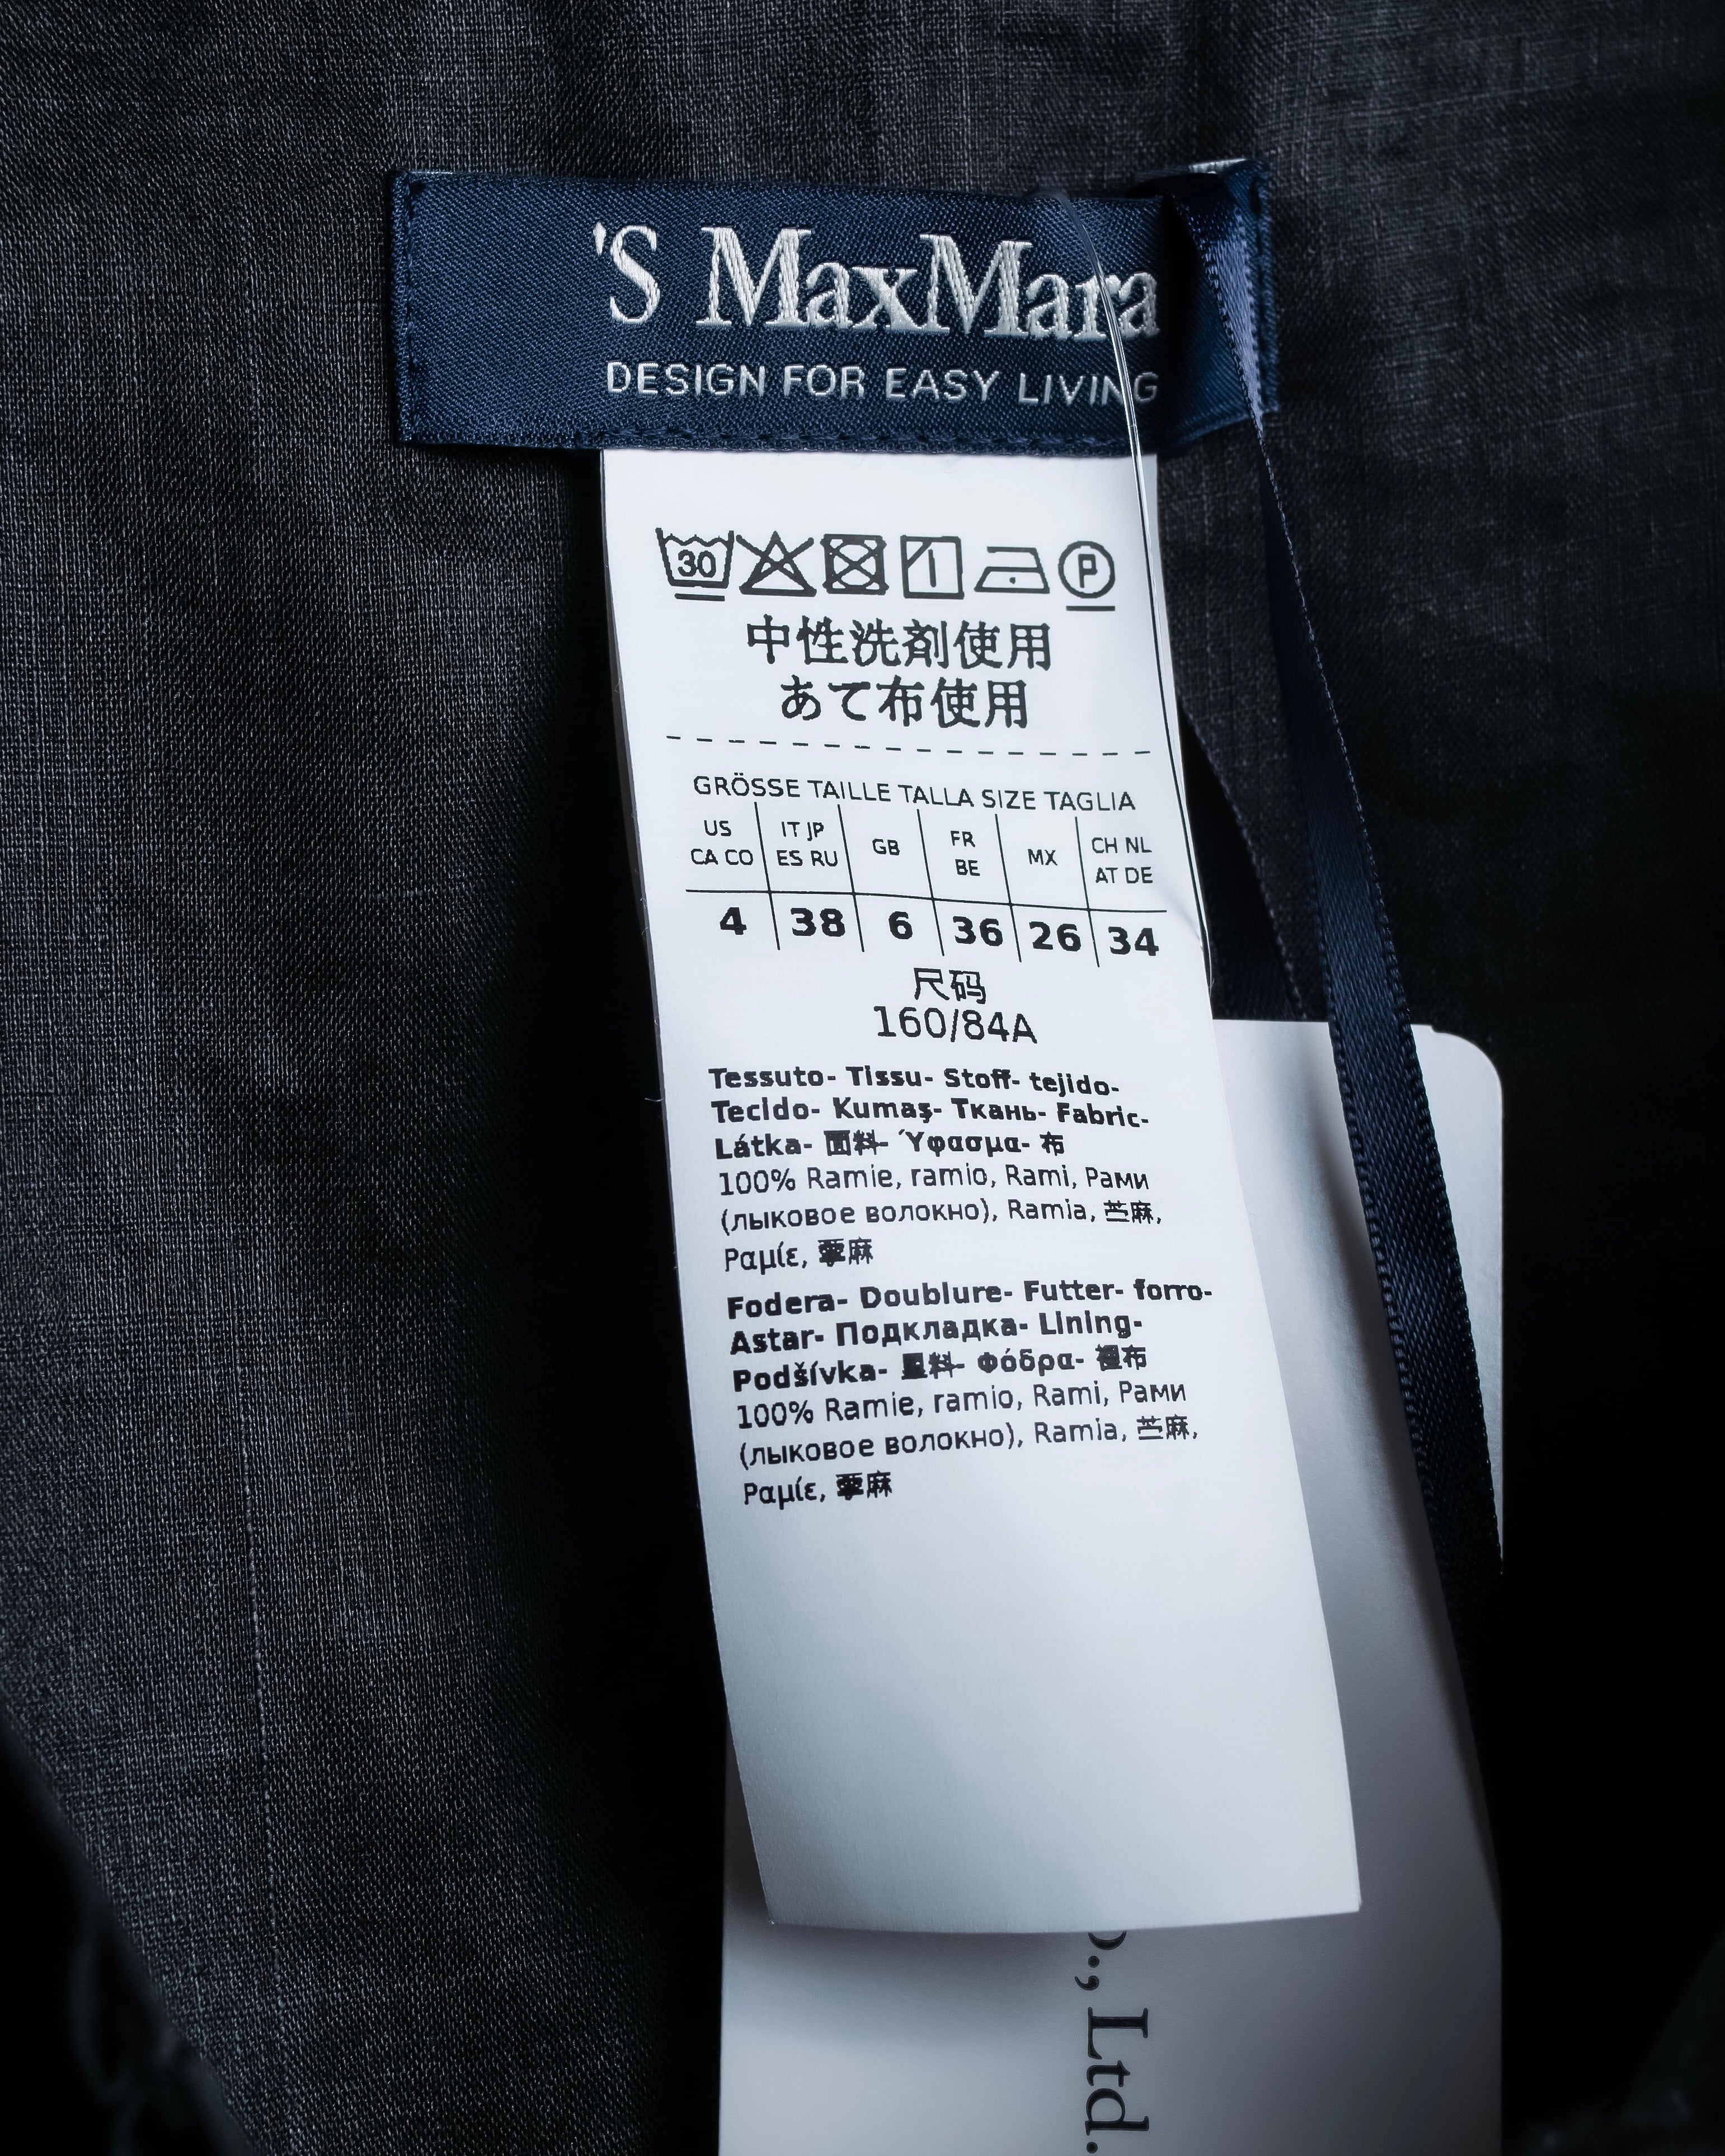 'S MaxMara
DESIGN FOR EASY LIVING
30 P
中性洗剤使用
あて布使用
GRÖSSE TAILLE TALLA SIZE TAGLIA
US IT JP GB FR MX CH NL
CA CO ES RU BE AT DE
4 38 6 36 26 34
尺码
160/84A
Tessuto- Tissu- Stoff- tejido-
Tecido- Kumaş- Ткань- Fabric-
Látka- 面料- Ύφασμα- 布
100% Ramie, ramio, Rami, Рами
(лыковое волокно), Ramia, 苎麻,
Ραμίε, 苧麻
Fodera- Doublure- Futter- forro-
Astar- Подкладка- Lining-
Podšívka- 里料- Φόδρα- 裡布
100% Ramie, ramio, Rami, Рами
(лыковое волокно), Ramia, 苎麻,
Ραμίε, 苧麻
., Ltd.